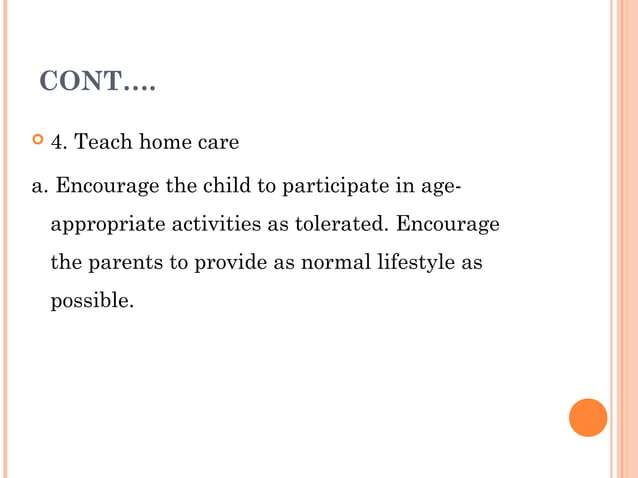 CONT....
4. Teach home care
a. Encourage the child to participate in age-
appropriate activities as tolerated. Encourage
the parents to provide as normal lifestyle as
possible.